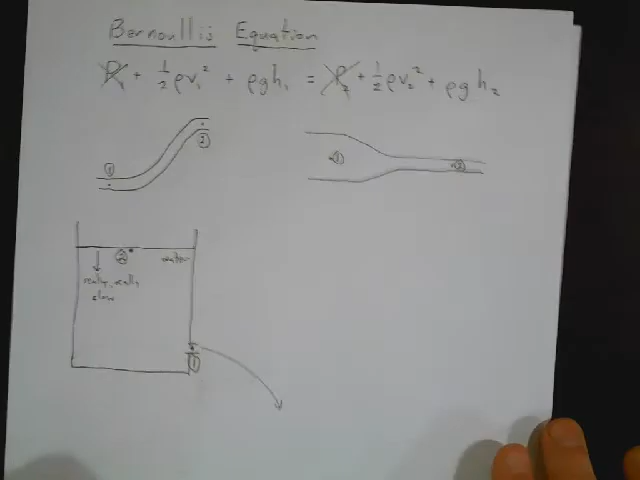 Bernoulli's Equation
P₁ + ½ρv₁² + ρgh₁ = P₂ + ½ρv₂² + ρgh₂
① ②
① ②
② water
really, really
slow
①